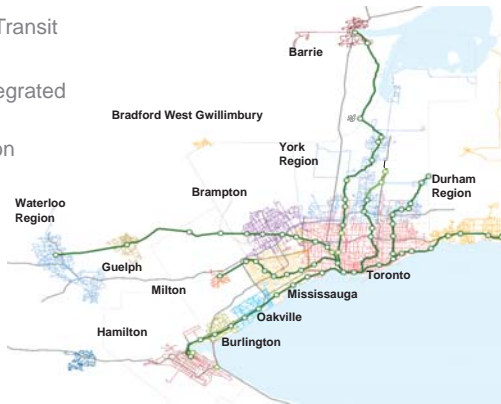 Transit
Barrie
egrated
Bradford West Gwillimbury
on
York
Region
Durham
Region
Brampton
Waterloo
Region
Guelph
Toronto
Milton
Mississauga
Oakville
Hamilton
Burlington